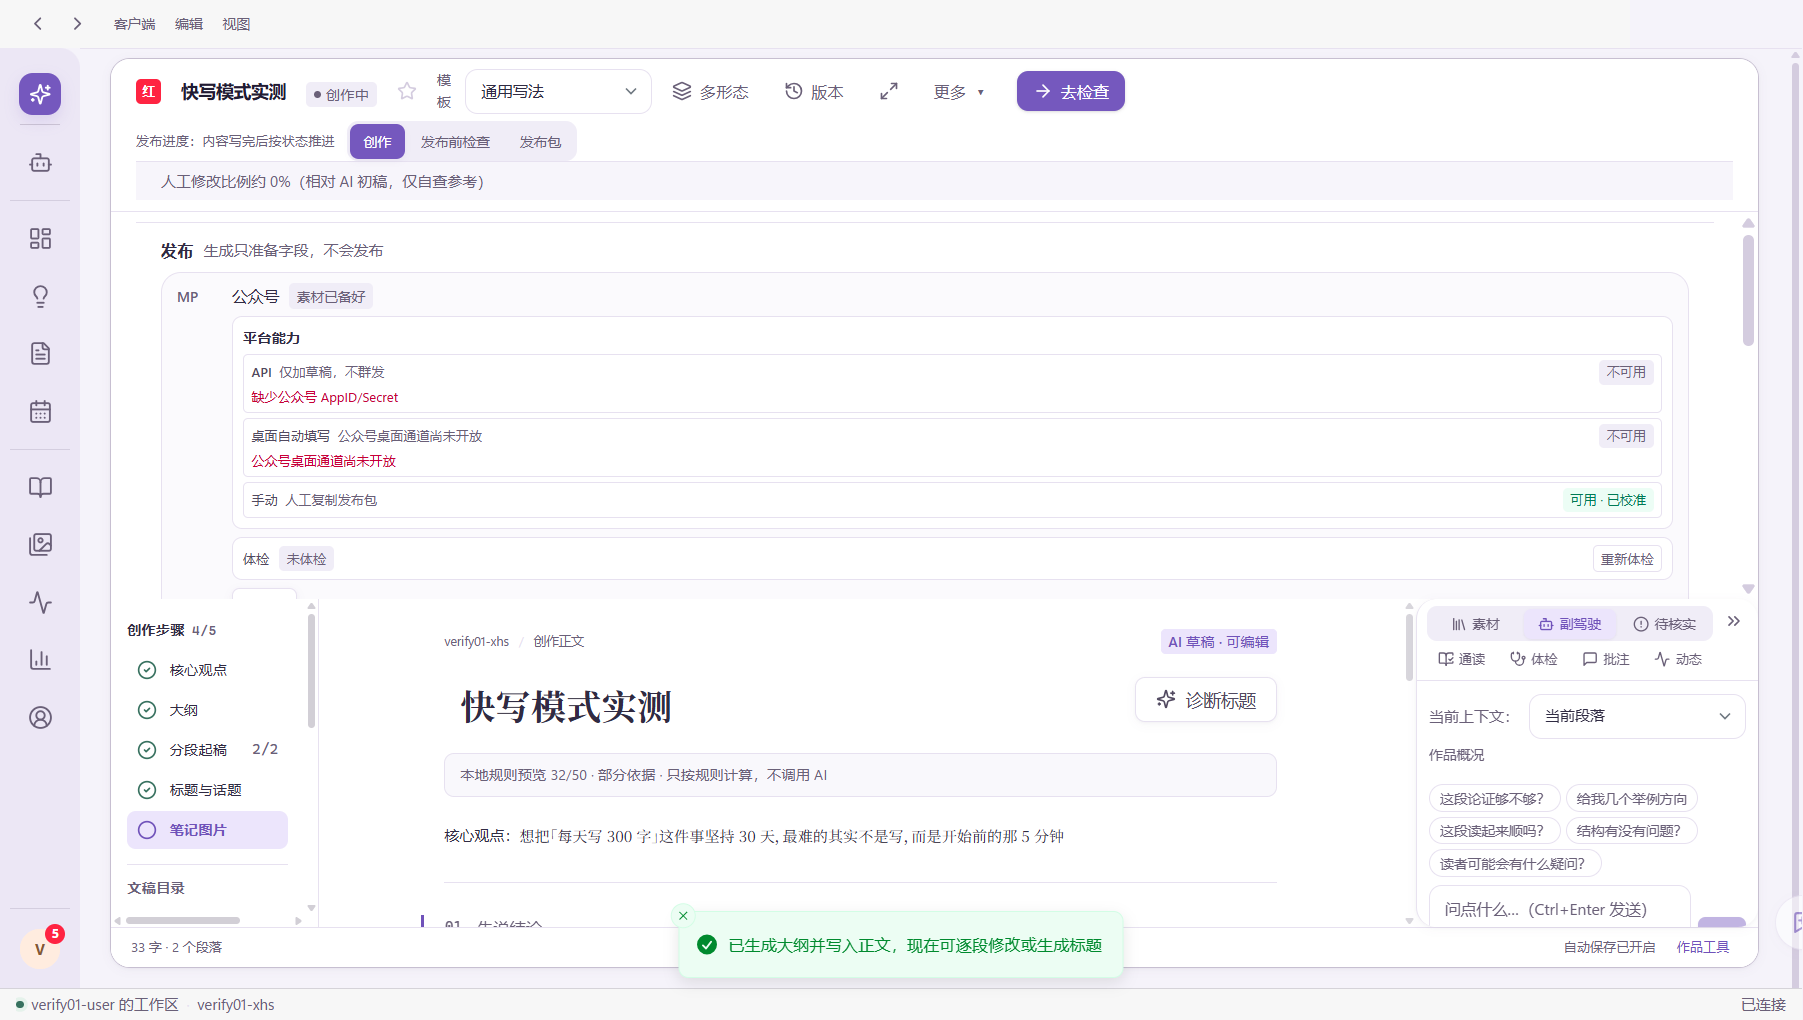 客户端 编辑 视图
红 快写模式实测 创作中 模板 通用写法 多形态 版本 更多 去检查
发布进度：内容写完后按状态推进 创作 发布前检查 发布包
人工修改比例约 0%（相对 AI 初稿，仅自查参考）
发布 生成只准备字段，不会发布
MP 公众号 素材已备好
平台能力
API 仅加草稿，不群发 不可用
缺少公众号 AppID/Secret
桌面自动填写 公众号桌面通道尚未开放 不可用
公众号桌面通道尚未开放
手动 人工复制发布包 可用 · 已校准
体检 未体检 重新体检
创作步骤 4/5
核心观点
大纲
分段起稿 2/2
标题与话题
笔记图片
文稿目录
verify01-xhs / 创作正文 AI 草稿 · 可编辑
快写模式实测 诊断标题
本地规则预览 32/50 · 部分依据 · 只按规则计算，不调用 AI
核心观点：想把「每天写 300 字」这件事坚持 30 天，最难的其实不是写，而是开始前的那 5 分钟
01 先说结论
素材 副驾驶 待核实
通读 体检 批注 动态
当前上下文： 当前段落
作品概况
这段论证够不够？ 给我几个举例方向
这段读起来顺吗？ 结构有没有问题？
读者可能会有什么疑问？
问点什么...（Ctrl+Enter 发送）
已生成大纲并写入正文，现在可逐段修改或生成标题
33 字 · 2 个段落 自动保存已开启 作品工具
V 5
verify01-user 的工作区 · verify01-xhs 已连接